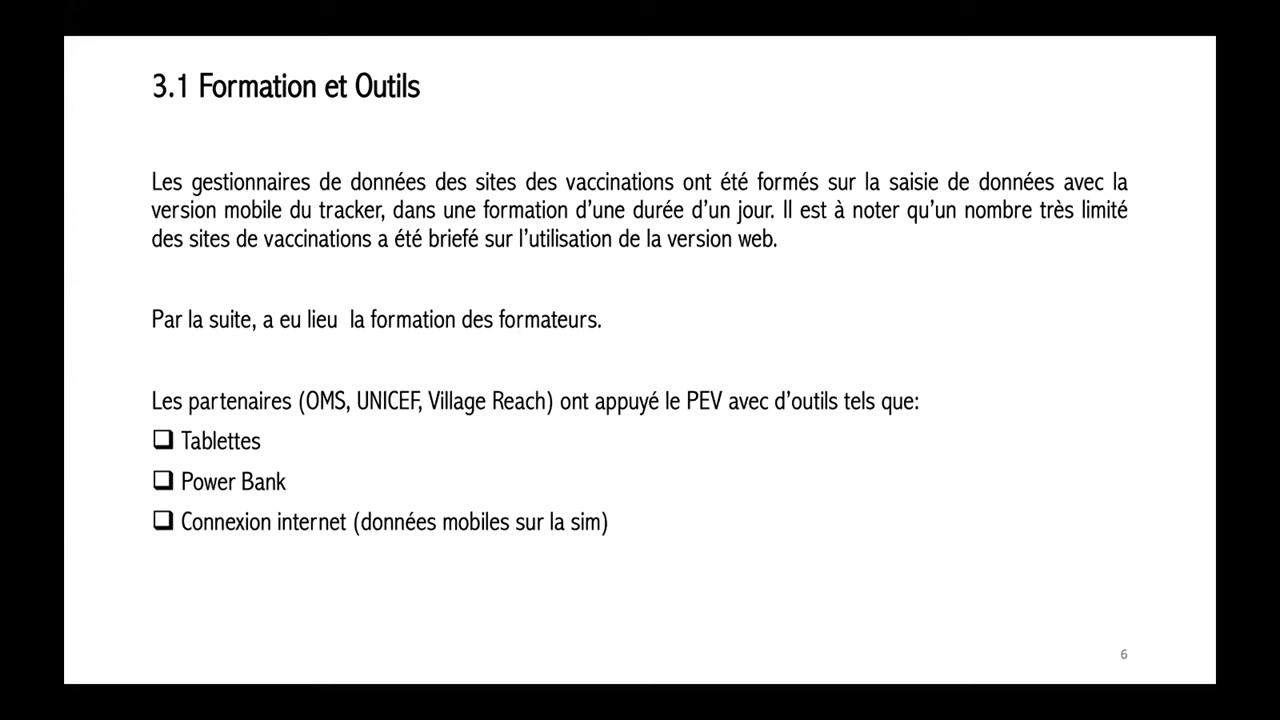 3.1 Formation et Outils
Les gestionnaires de données des sites des vaccinations ont été formés sur la saisie de données avec la
version mobile du tracker, dans une formation d’une durée d’un jour. Il est à noter qu’un nombre très limité
des sites de vaccinations a été briefé sur l’utilisation de la version web.
Par la suite, a eu lieu  la formation des formateurs.
Les partenaires (OMS, UNICEF, Village Reach) ont appuyé le PEV avec d’outils tels que:
❑ Tablettes
❑ Power Bank
❑ Connexion internet (données mobiles sur la sim)
6